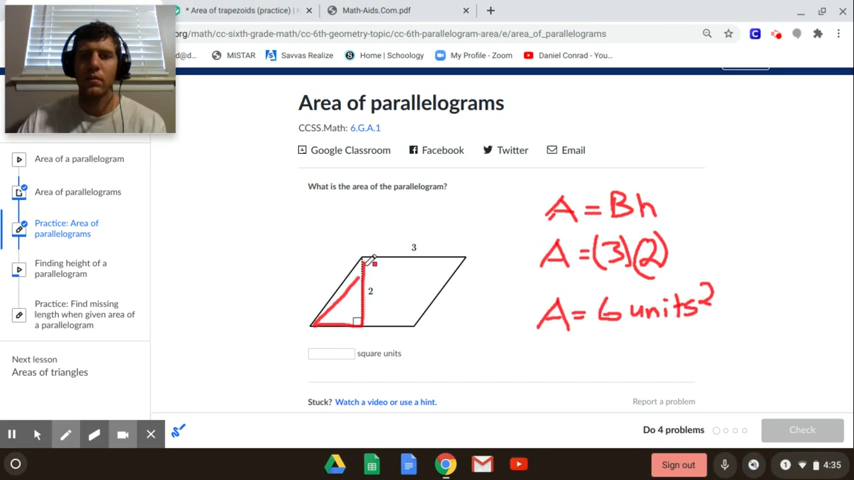 * Area of trapezoids (practice) |
Math-Aids.Com.pdf
org/math/cc-sixth-grade-math/cc-6th-geometry-topic/cc-6th-parallelogram-area/e/area_of_parallelograms
d@d...
MISTAR
Savvas Realize
Home | Schoology
My Profile - Zoom
Daniel Conrad - You...
Area of parallelograms
CCSS.Math: 6.G.A.1
Google Classroom
Facebook
Twitter
Email
Area of a parallelogram
Area of parallelograms
Practice: Area of
parallelograms
Finding height of a
parallelogram
Practice: Find missing
length when given area of
a parallelogram
Next lesson
Areas of triangles
What is the area of the parallelogram?
3
2
square units
A = Bh
A = (3)(2)
A = 6 units²
Stuck? Watch a video or use a hint.
Report a problem
Do 4 problems
Check
Sign out
1
4:35